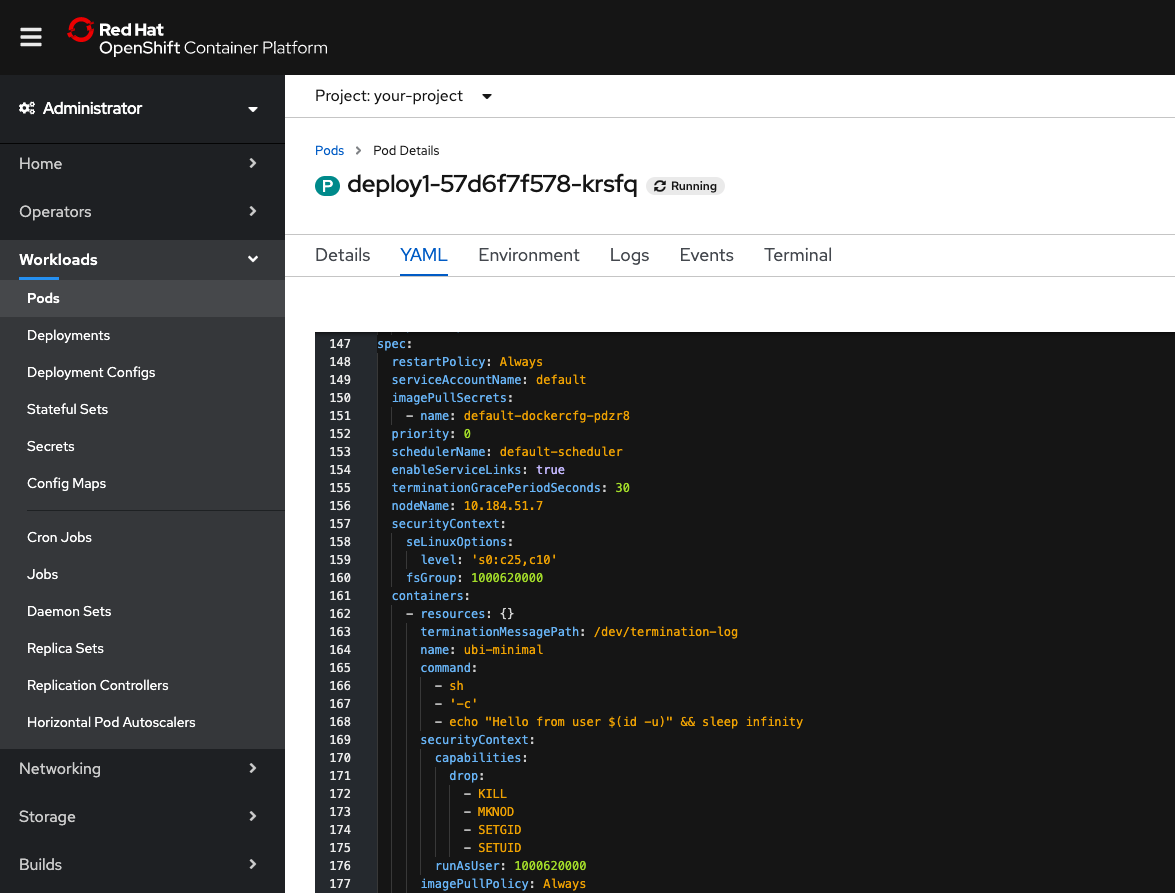 Red Hat
OpenShift Container Platform
Administrator
Home
Operators
Workloads
Pods
Deployments
Deployment Configs
Stateful Sets
Secrets
Config Maps
Cron Jobs
Jobs
Daemon Sets
Replica Sets
Replication Controllers
Horizontal Pod Autoscalers
Networking
Storage
Builds
Project: your-project
Pods > Pod Details
P deploy1-57d6f7f578-krsfq Running
Details YAML Environment Logs Events Terminal
147 spec:
148 restartPolicy: Always
149 serviceAccountName: default
150 imagePullSecrets:
151 - name: default-dockercfg-pdzr8
152 priority: 0
153 schedulerName: default-scheduler
154 enableServiceLinks: true
155 terminationGracePeriodSeconds: 30
156 nodeName: 10.184.51.7
157 securityContext:
158 seLinuxOptions:
159 level: 's0:c25,c10'
160 fsGroup: 1000620000
161 containers:
162 - resources: {}
163 terminationMessagePath: /dev/termination-log
164 name: ubi-minimal
165 command:
166 - sh
167 - '-c'
168 - echo "Hello from user $(id -u)" && sleep infinity
169 securityContext:
170 capabilities:
171 drop:
172 - KILL
173 - MKNOD
174 - SETGID
175 - SETUID
176 runAsUser: 1000620000
177 imagePullPolicy: Always